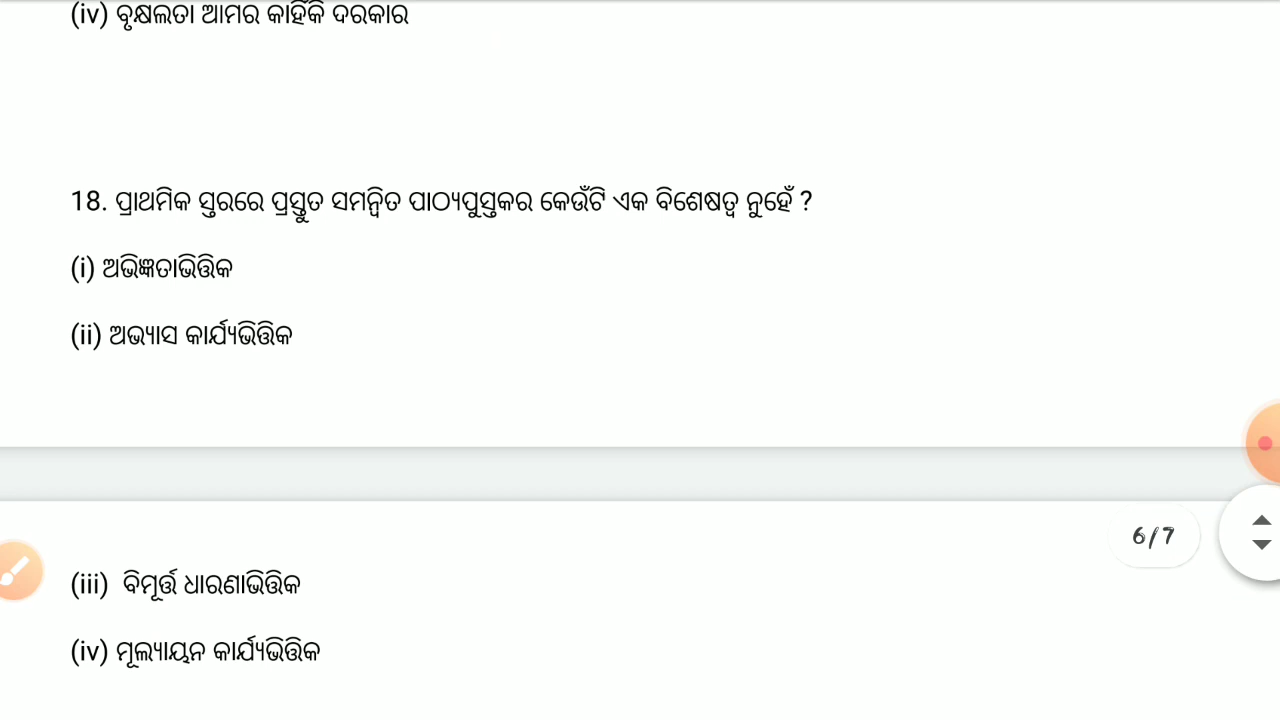 (iv) ବୃକ୍ଷଲତା ଆମର କାହିଁକି ଦରକାର
18. ପ୍ରାଥମିକ ସ୍ତରରେ ପ୍ରସ୍ତୁତ ସମନ୍ୱିତ ପାଠ୍ୟପୁସ୍ତକର କେଉଁଟି ଏକ ବିଶେଷତ୍ୱ ନୁହେଁ ?
(i) ଅଭିଜ୍ଞତାଭିତ୍ତିକ
(ii) ଅଭ୍ୟାସ କାର୍ଯ୍ୟଭିତ୍ତିକ
6/7
(iii) ବିମୂର୍ତ୍ତ ଧାରଣାଭିତ୍ତିକ
(iv) ମୂଲ୍ୟାୟନ କାର୍ଯ୍ୟଭିତ୍ତିକ